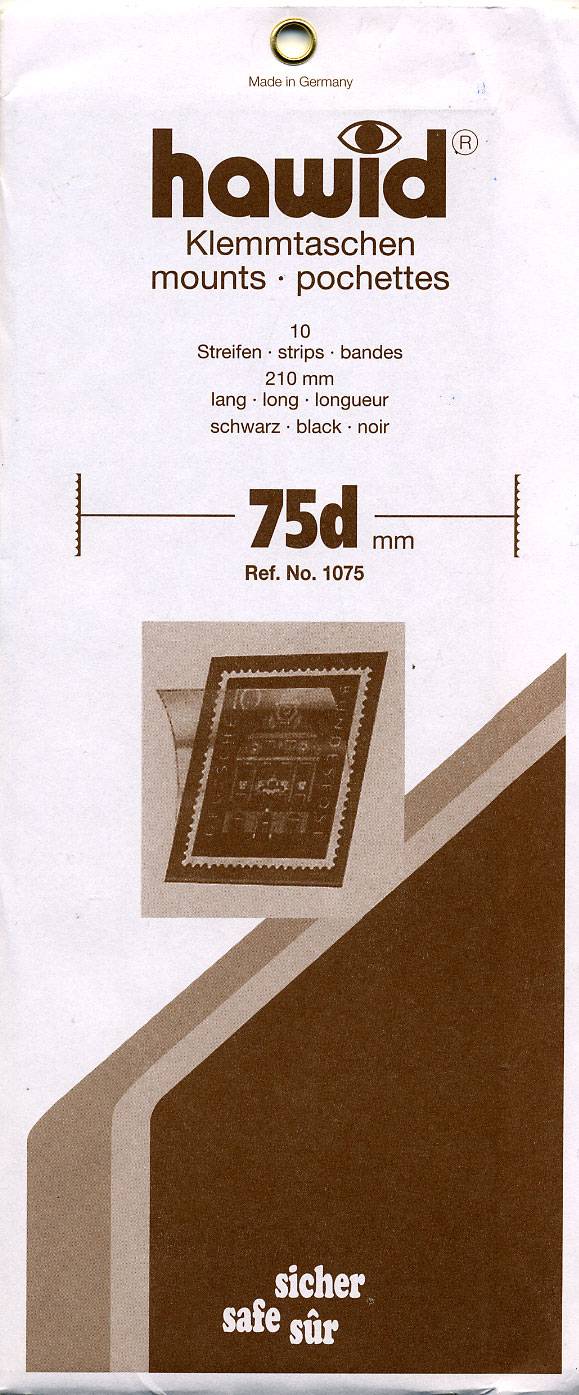 Made in Germany
hawid ®
Klemmtaschen
mounts · pochettes
10
Streifen · strips · bandes
210 mm
lang · long · longueur
schwarz · black · noir
75d mm
Ref. No. 1075
sicher
safe sûr